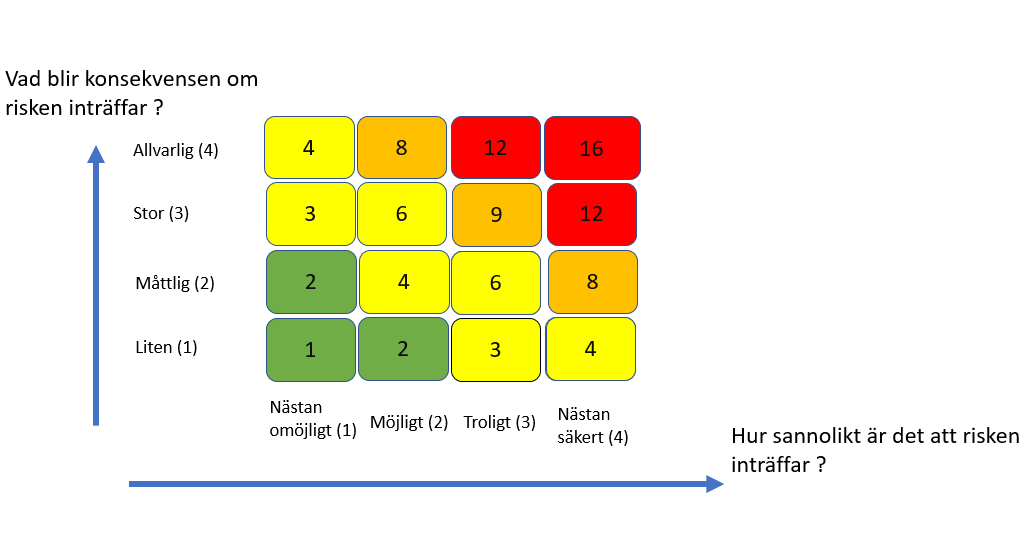 Vad blir konsekvensen om
risken inträffar ?
Allvarlig (4)
4
8
12
16
Stor (3)
3
6
9
12
Måttlig (2)
2
4
6
8
Liten (1)
1
2
3
4
Nästan
omöjligt (1)
Möjligt (2)
Troligt (3)
Nästan
säkert (4)
Hur sannolikt är det att risken
inträffar ?